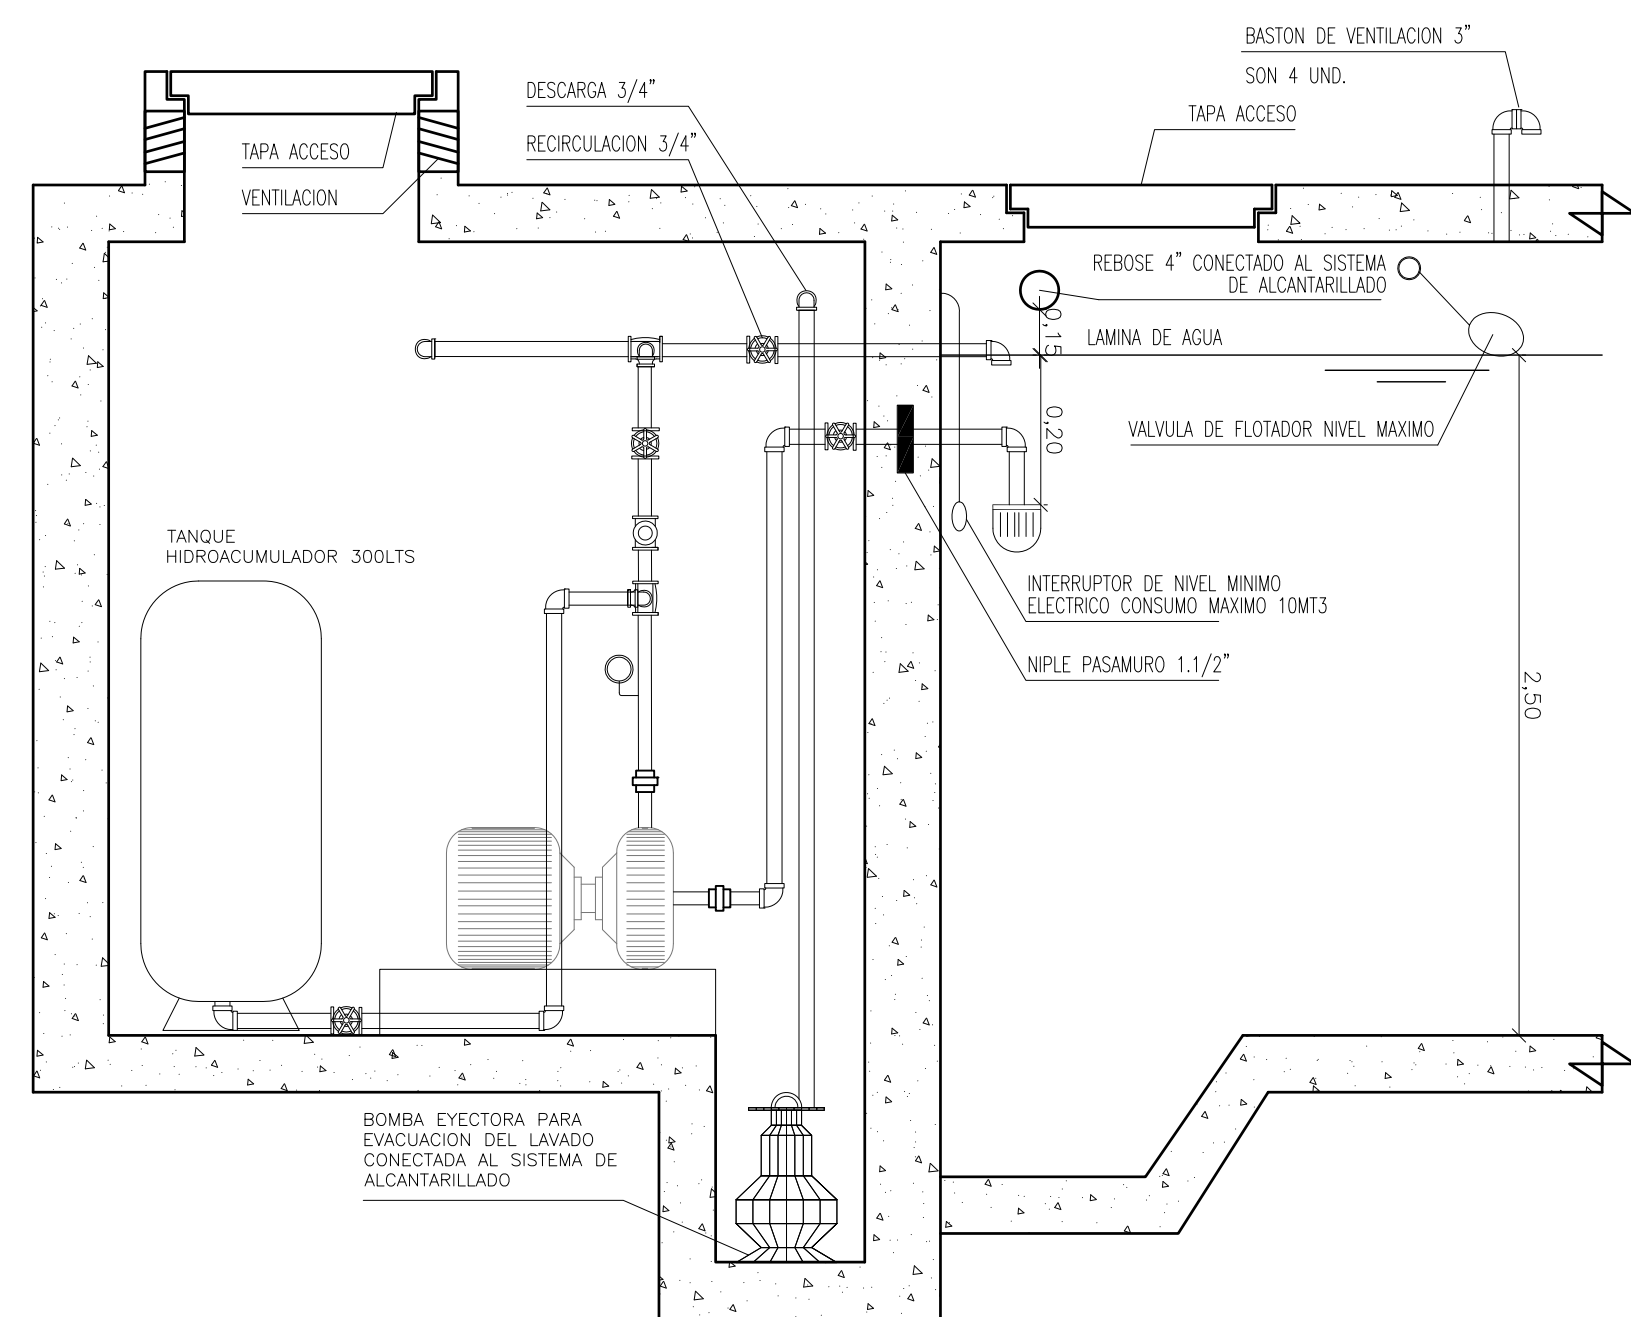 BASTON DE VENTILACION 3"
SON 4 UND.
TAPA ACCESO
DESCARGA 3/4"
RECIRCULACION 3/4"
TAPA ACCESO
VENTILACION
REBOSE 4" CONECTADO AL SISTEMA
DE ALCANTARILLADO
0,15
LAMINA DE AGUA
0,20
VALVULA DE FLOTADOR NIVEL MAXIMO
TANQUE
HIDROACUMULADOR 300LTS
INTERRUPTOR DE NIVEL MINIMO
ELECTRICO CONSUMO MAXIMO 10MT3
NIPLE PASAMURO 1.1/2"
2,50
BOMBA EYECTORA PARA
EVACUACION DEL LAVADO
CONECTADA AL SISTEMA DE
ALCANTARILLADO